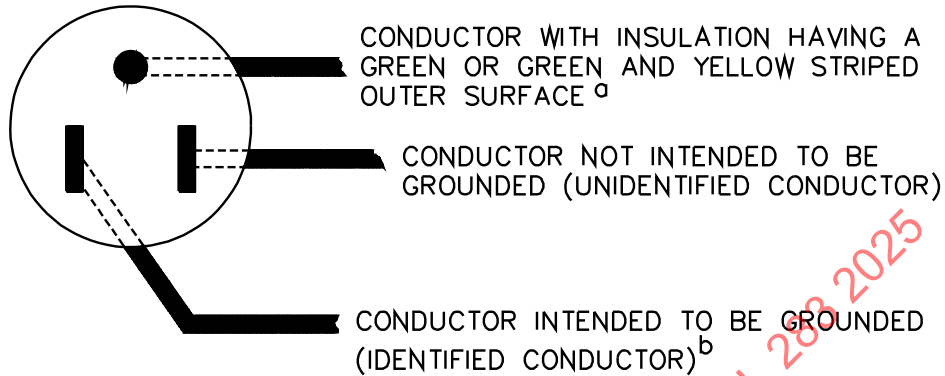 CONDUCTOR WITH INSULATION HAVING A
GREEN OR GREEN AND YELLOW STRIPED
OUTER SURFACE a
CONDUCTOR NOT INTENDED TO BE
GROUNDED (UNIDENTIFIED CONDUCTOR)
CONDUCTOR INTENDED TO BE GROUNDED
(IDENTIFIED CONDUCTOR) b
283 2025